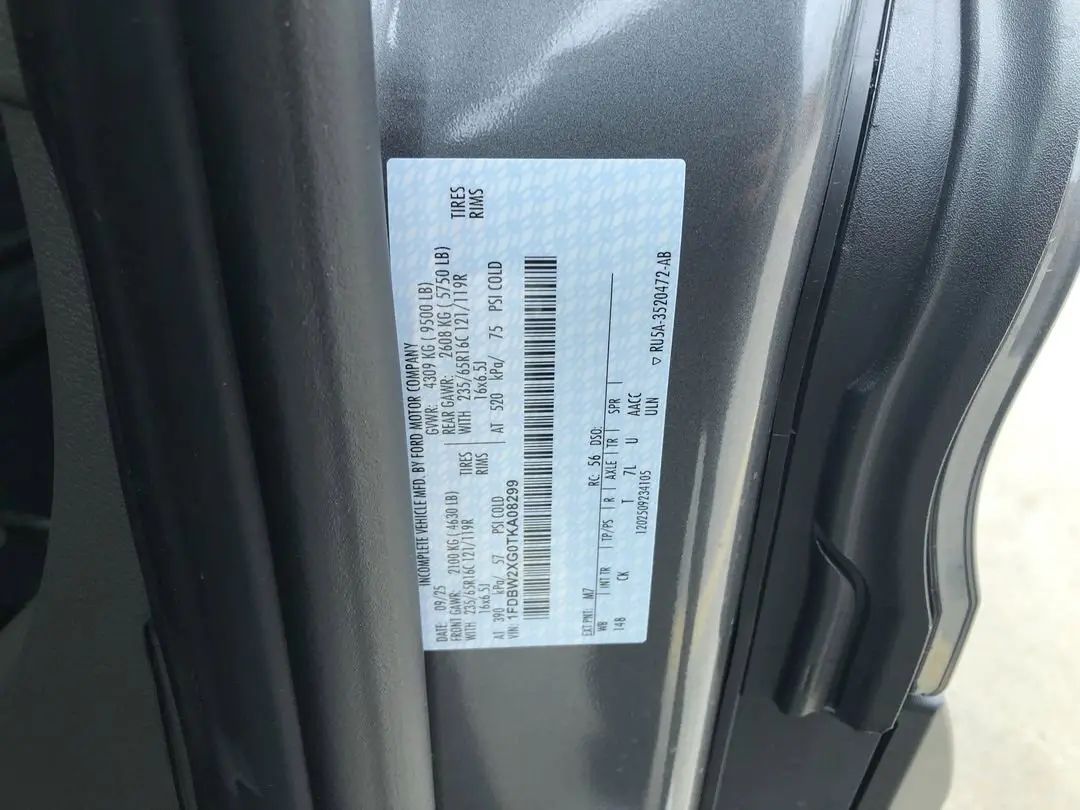 INCOMPLETE VEHICLE MFD. BY FORD MOTOR COMPANY
DATE: 09/25 GVWR: 4309 KG ( 9500 LB)
FRONT GAWR: 2100 KG ( 4630 LB) REAR GAWR: 2608 KG ( 5750 LB)
WITH 235/65R16C 121/119R TIRES WITH 235/65R16C 121/119R TIRES
16x6.5J RIMS 16x6.5J RIMS
AT 390 kPa/ 57 PSI COLD AT 520 kPa/ 75 PSI COLD
VIN: 1FDBW2XG0TKA08299
EXT PNT: MZ RC: 56 DSO:
WB INT TR TP/PS R AXLE TR SPR
148 CK T 7L U AACC
1202509234105 ULN
▽ RU5A-3520472-AB